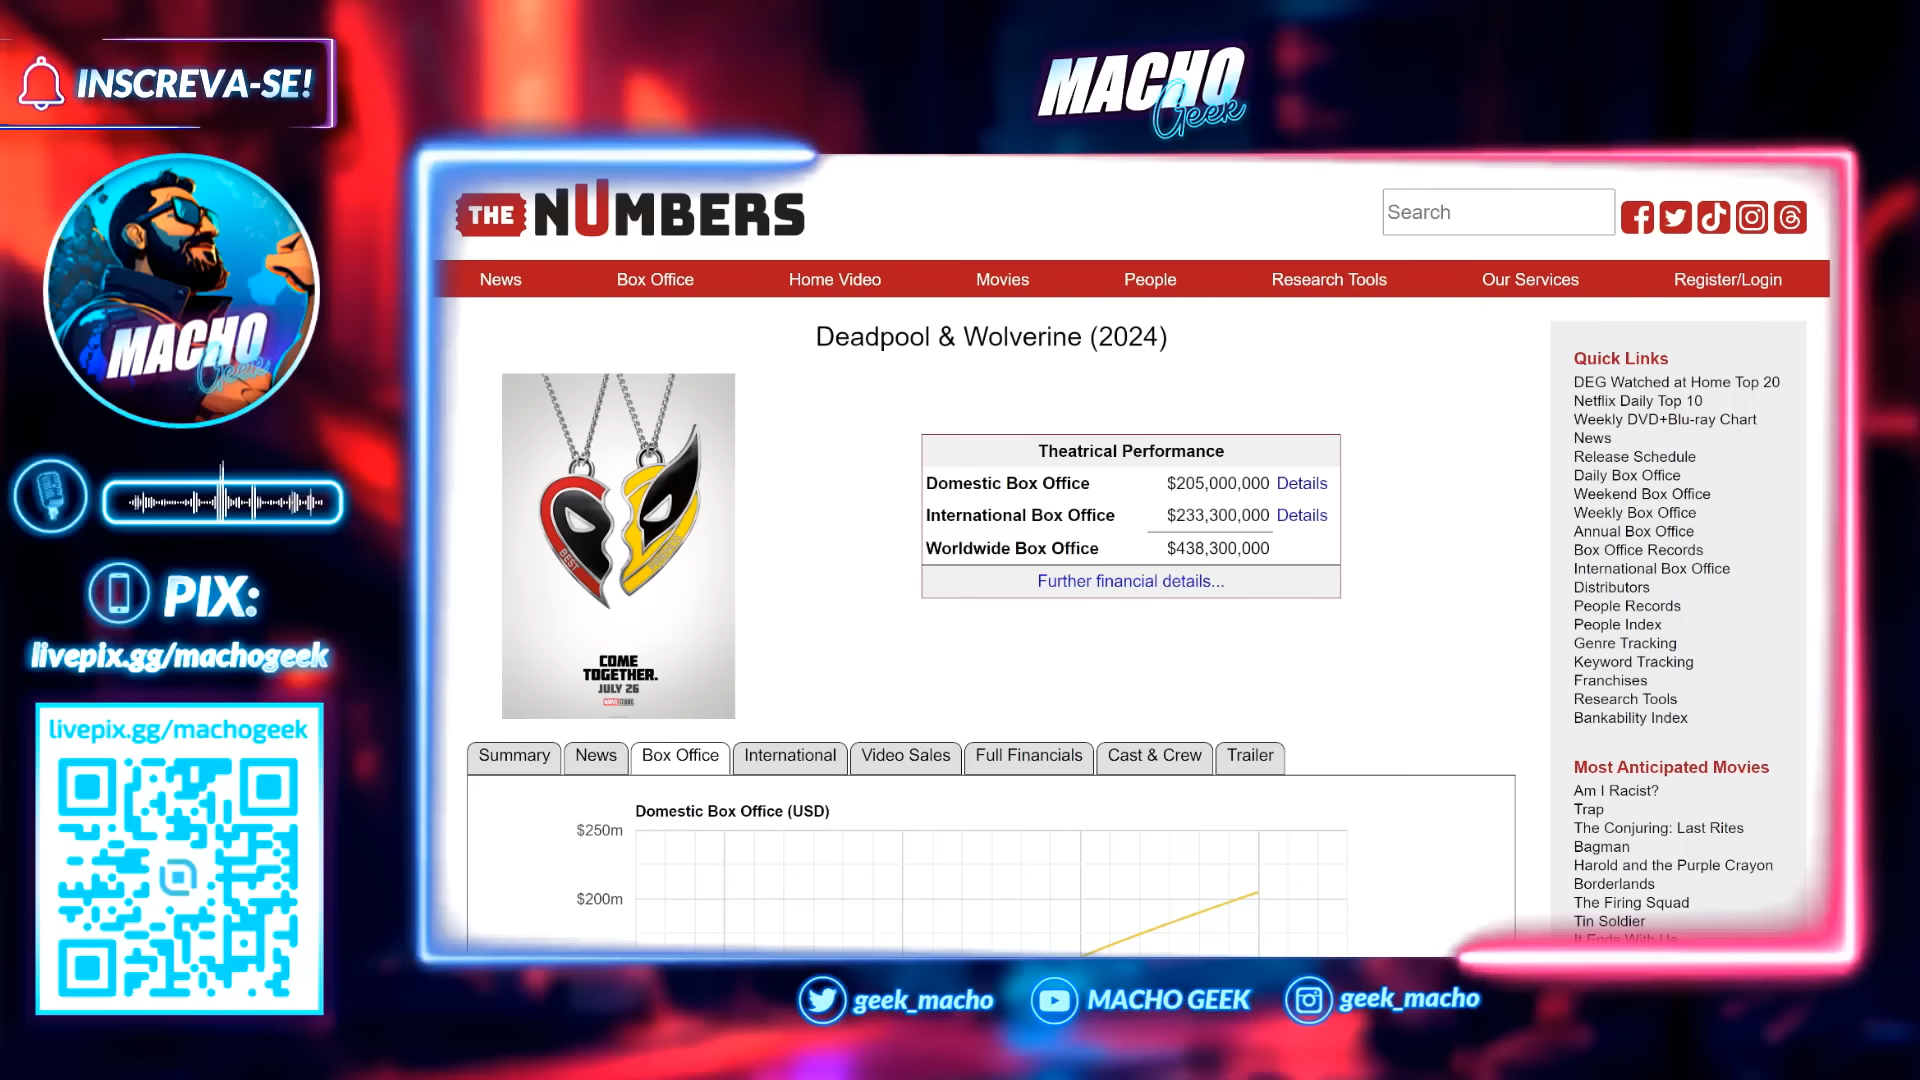 INSCREVA-SE!
MACHO
Geek
MACHO
Geek
PIX:
livepix.gg/machogeek
livepix.gg/machogeek
THE NUMBERS
Search
News Box Office Home Video Movies People Research Tools Our Services Register/Login
Deadpool & Wolverine (2024)
BEST
COME
TOGETHER.
JULY 26
Theatrical Performance
Domestic Box Office $205,000,000 Details
International Box Office $233,300,000 Details
Worldwide Box Office $438,300,000
Further financial details...
Summary News Box Office International Video Sales Full Financials Cast & Crew Trailer
Domestic Box Office (USD)
$250m
$200m
Quick Links
DEG Watched at Home Top 20
Netflix Daily Top 10
Weekly DVD+Blu-ray Chart
News
Release Schedule
Daily Box Office
Weekend Box Office
Weekly Box Office
Annual Box Office
Box Office Records
International Box Office
Distributors
People Records
People Index
Genre Tracking
Keyword Tracking
Franchises
Research Tools
Bankability Index
Most Anticipated Movies
Am I Racist?
Trap
The Conjuring: Last Rites
Bagman
Harold and the Purple Crayon
Borderlands
The Firing Squad
Tin Soldier
It Ends With Us
geek_macho MACHO GEEK geek_macho